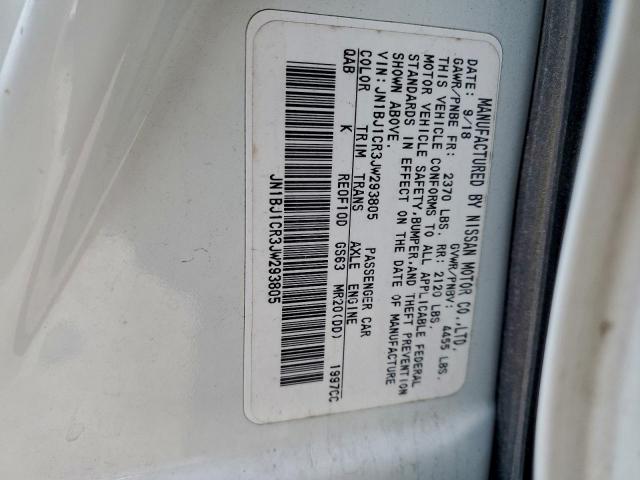 MANUFACTURED BY NISSAN MOTOR CO.,LTD.
DATE: 9/18 GVWR/PNBV: 4455 LBS.
GAWR/PNBE FR: 2370 LBS. RR: 2120 LBS.
THIS VEHICLE CONFORMS TO ALL APPLICABLE FEDERAL
MOTOR VEHICLE SAFETY,BUMPER,AND THEFT PREVENTION
STANDARDS IN EFFECT ON THE DATE OF MANUFACTURE
SHOWN ABOVE.
VIN: JN1BJ1CR3JW293805 PASSENGER CAR
COLOR TRIM TRANS AXLE ENGINE
QAB K RE0F10D GS63 MR20(DD) 1997CC
JN1BJ1CR3JW293805